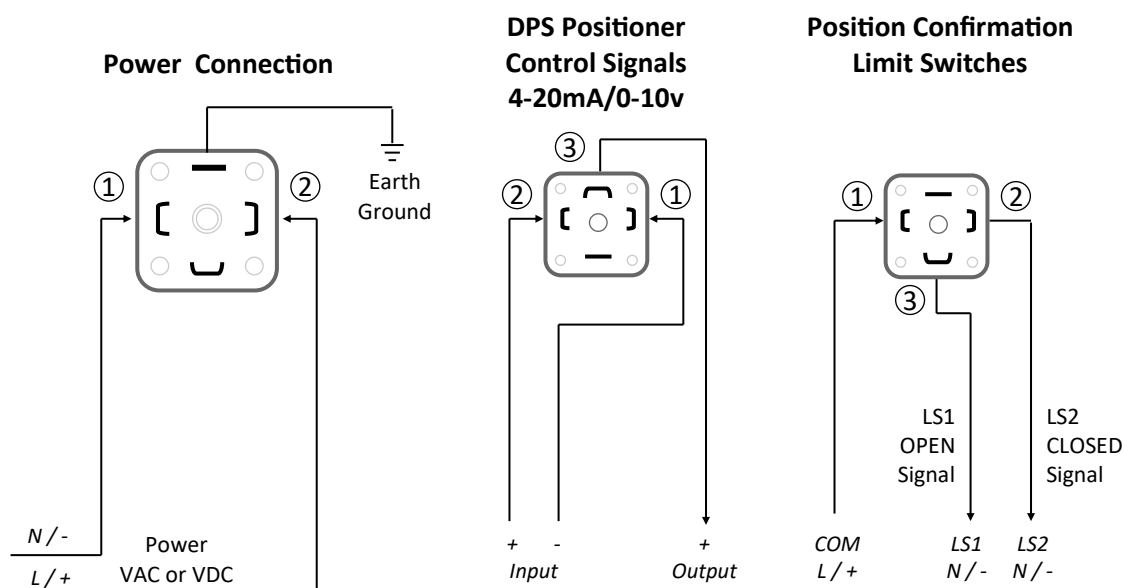 Power Connection
①
②
Earth
Ground
N / -
L / +
Power
VAC or VDC
DPS Positioner
Control Signals
4-20mA/0-10v
③
②
①
+
-
+
Input
Output
Position Confirmation
Limit Switches
①
②
③
LS1
OPEN
Signal
LS2
CLOSED
Signal
COM
LS1
LS2
L / +
N / -
N / -